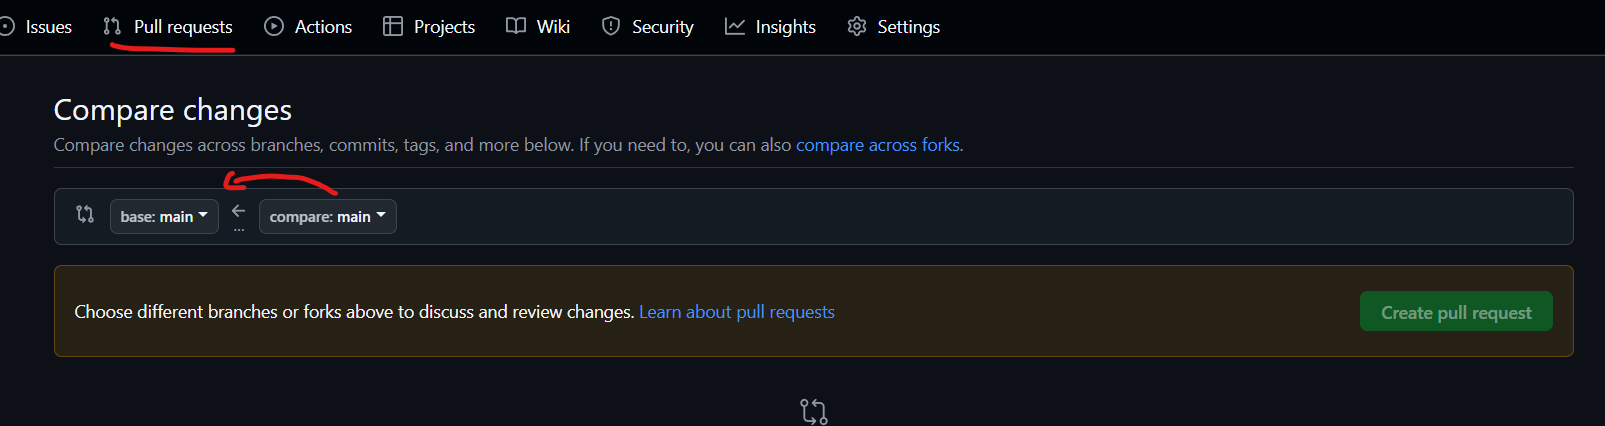 Issues Pull requests Actions Projects Wiki Security Insights Settings
Compare changes
Compare changes across branches, commits, tags, and more below. If you need to, you can also compare across forks.
base: main ... compare: main
Choose different branches or forks above to discuss and review changes. Learn about pull requests Create pull request